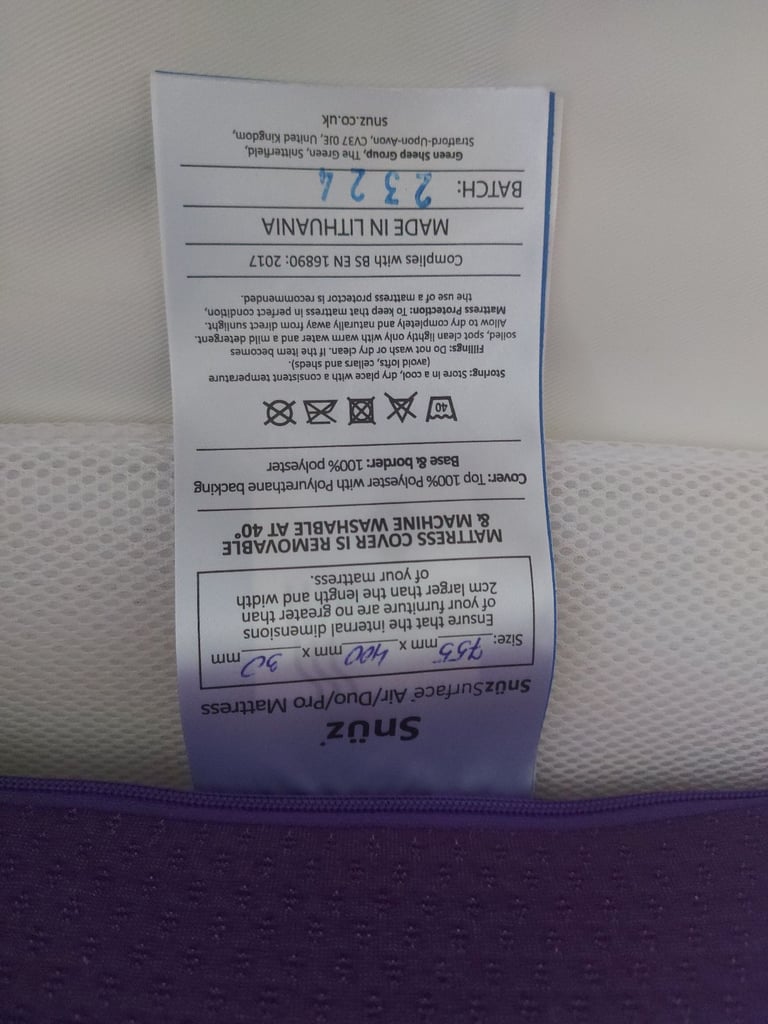 Snüz
SnüzSurface Air/Duo/Pro Mattress
Size: 755 mm x 400 mm x 30 mm
Ensure that the internal dimensions
of your furniture are no greater than
2cm larger than the length and width
of your mattress.
MATTRESS COVER IS REMOVABLE
& MACHINE WASHABLE AT 40°
Cover: Top 100% Polyester with Polyurethane backing
Base & border: 100% polyester
40
Storing: Store in a cool, dry place with a consistent temperature
(avoid lofts, cellars and sheds).
Fillings: Do not wash or dry clean. If the item becomes
soiled, spot clean lightly only with warm water and a mild detergent.
Allow to dry completely and naturally away from direct sunlight.
Mattress Protection: To keep that mattress in perfect condition,
the use of a mattress protector is recommended.
Complies with BS EN 16890: 2017
MADE IN LITHUANIA
BATCH: 2324
Green Sheep Group, The Green, Snitterfield,
Stratford-Upon-Avon, CV37 0JE, United Kingdom,
snuz.co.uk